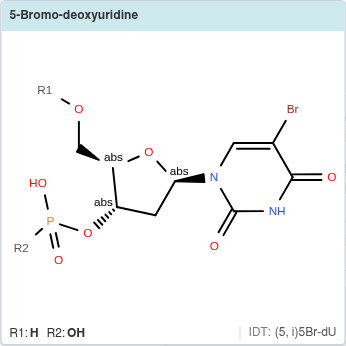 5-Bromo-deoxyuridine
R1
O
Br
abs
O
abs
N
O
HO
abs
NH
P
O
R2
O
O
R1: H R2: OH
IDT: (5, i)5Br-dU